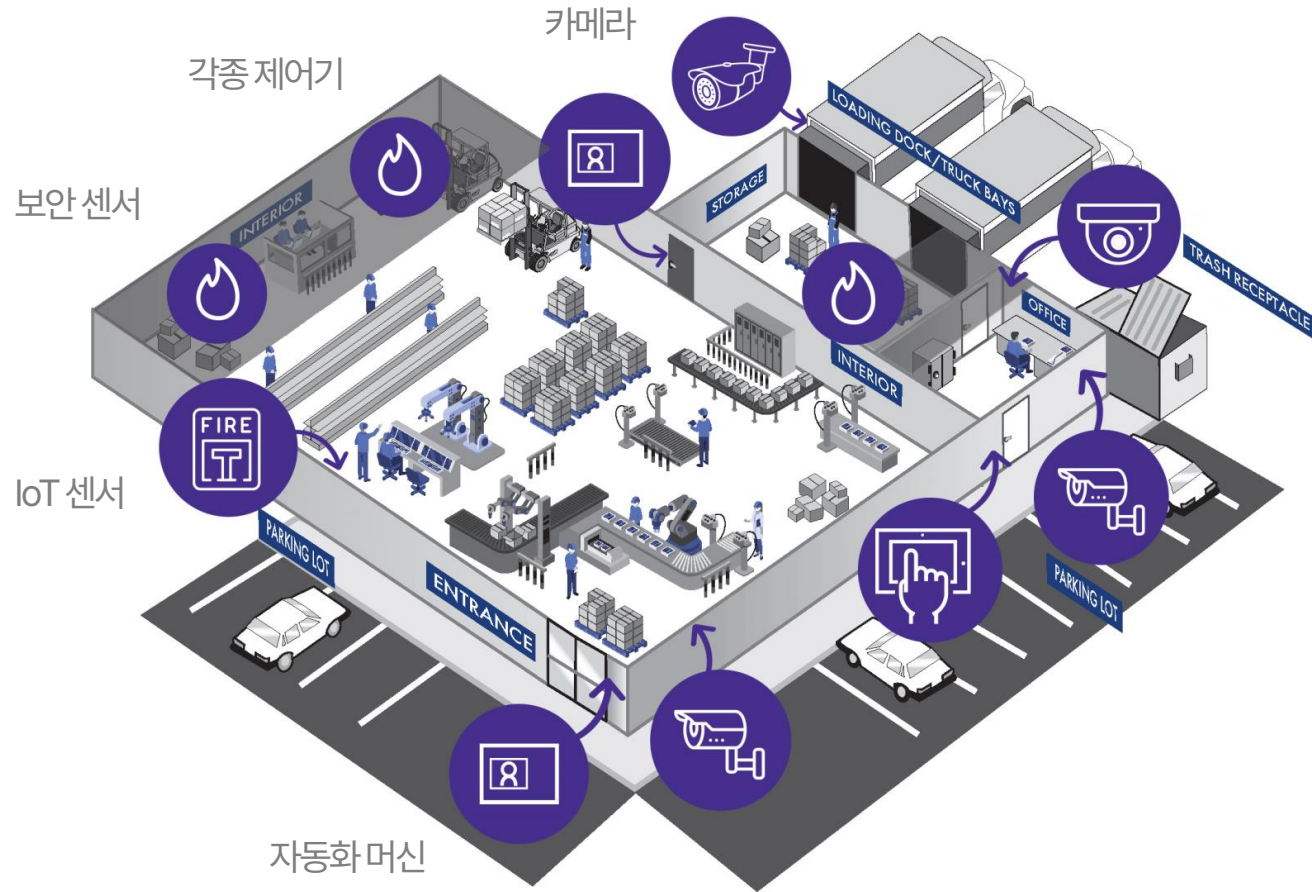 카메라
각종 제어기
보안 센서
IoT 센서
자동화 머신
LOADING DOCK/TRUCK BAYS
STORAGE
INTERIOR
TRASH RECEPTACLE
OFFICE
INTERIOR
FIRE
PARKING LOT
ENTRANCE
PARKING LOT